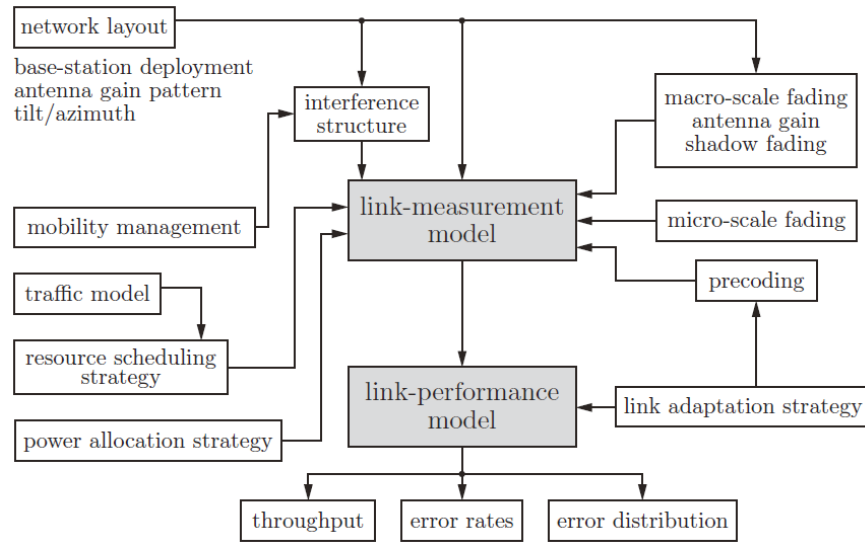 network layout
base-station deployment
antenna gain pattern
tilt/azimuth
interference
structure
macro-scale fading
antenna gain
shadow fading
mobility management
link-measurement
model
micro-scale fading
traffic model
precoding
resource scheduling
strategy
link-performance
model
link adaptation strategy
power allocation strategy
throughput
error rates
error distribution